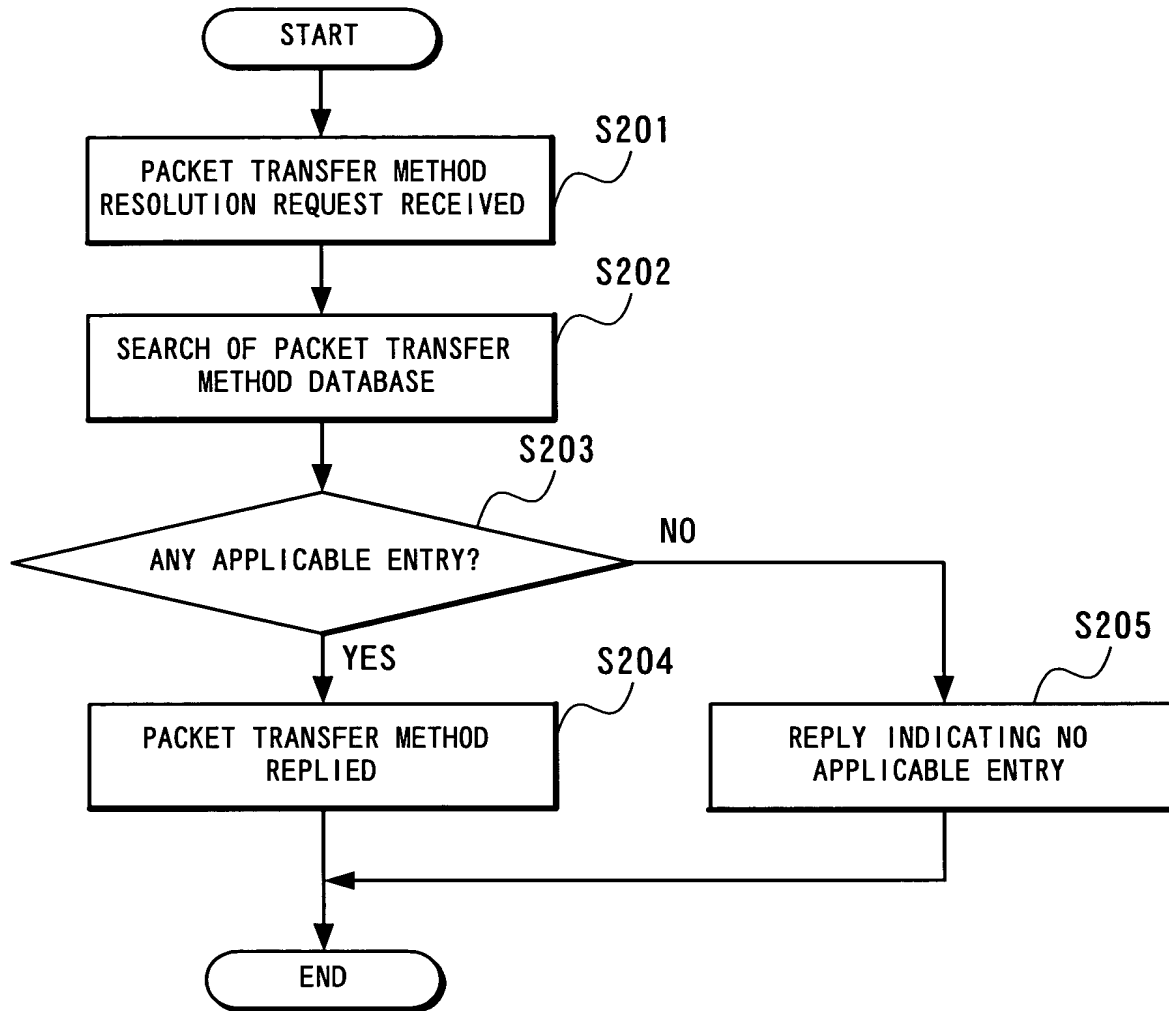 START
S201
PACKET TRANSFER METHOD
RESOLUTION REQUEST RECEIVED
S202
SEARCH OF PACKET TRANSFER
METHOD DATABASE
S203
ANY APPLICABLE ENTRY?
NO
YES
S204
PACKET TRANSFER METHOD
REPLIED
S205
REPLY INDICATING NO
APPLICABLE ENTRY
END